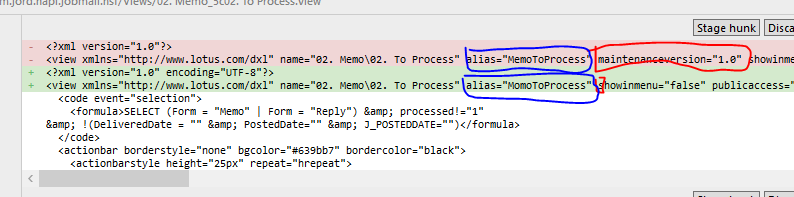 m.jord.napi.jobmail.nsf/Views/02. Memo_5c02. To Process.view
Stage hunk
- <?xml version="1.0"?>
- <view xmlns="http://www.lotus.com/dxl" name="02. Memo\02. To Process" alias="MemoToProcess" maintenanceversion="1.0" showinme
+ <?xml version="1.0" encoding="UTF-8"?>
+ <view xmlns="http://www.lotus.com/dxl" name="02. Memo\02. To Process" alias="MomoToProcess" showinmenu="false" publicaccess="
<code event="selection">
<formula>SELECT (Form = "Memo" | Form = "Reply") &amp; processed!="1"
&amp; !(DeliveredDate = "" &amp; PostedDate="" &amp; J_POSTEDDATE="")</formula>
</code>
<actionbar borderstyle="none" bgcolor="#639bb7" bordercolor="black">
<actionbarstyle height="25px" repeat="hrepeat">